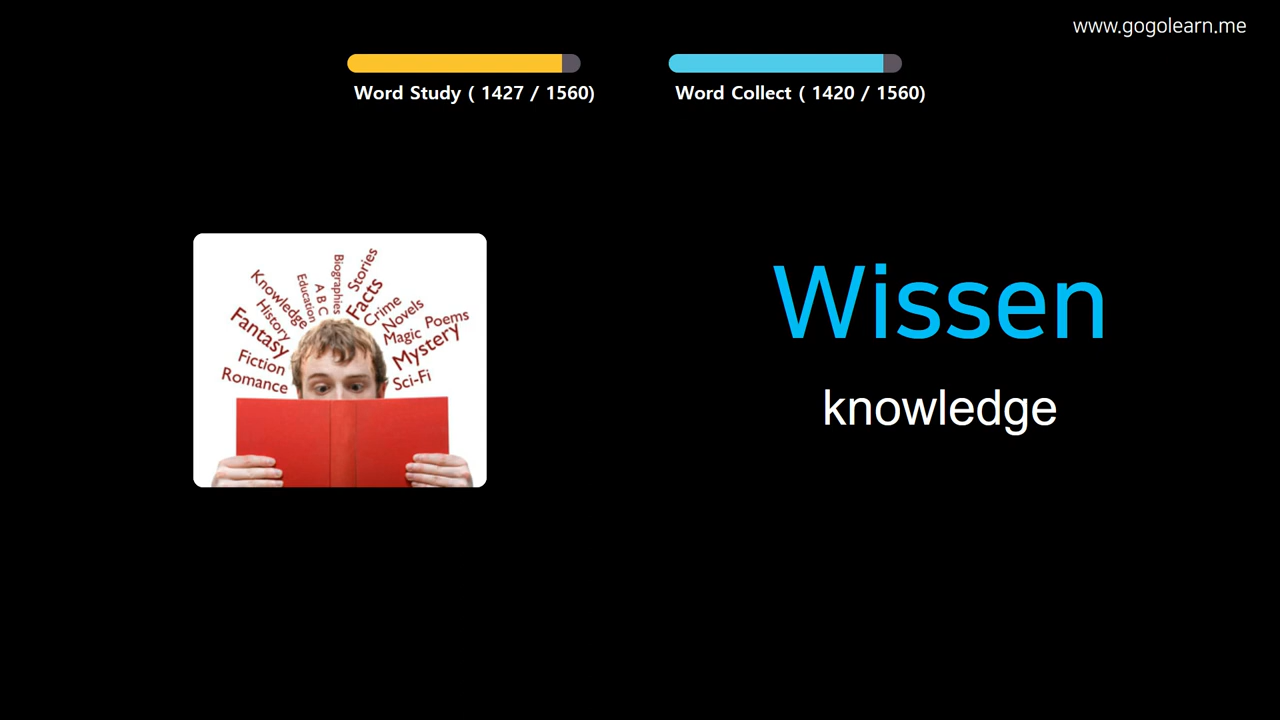 www.gogolearn.me
Word Study ( 1427 / 1560)
Word Collect ( 1420 / 1560)
Wissen
knowledge
Knowledge
History
Fantasy
Fiction
Romance
Education
A B C
Biographies
Stories
Facts
Crime
Novels
Magic
Poems
Mystery
Sci-Fi